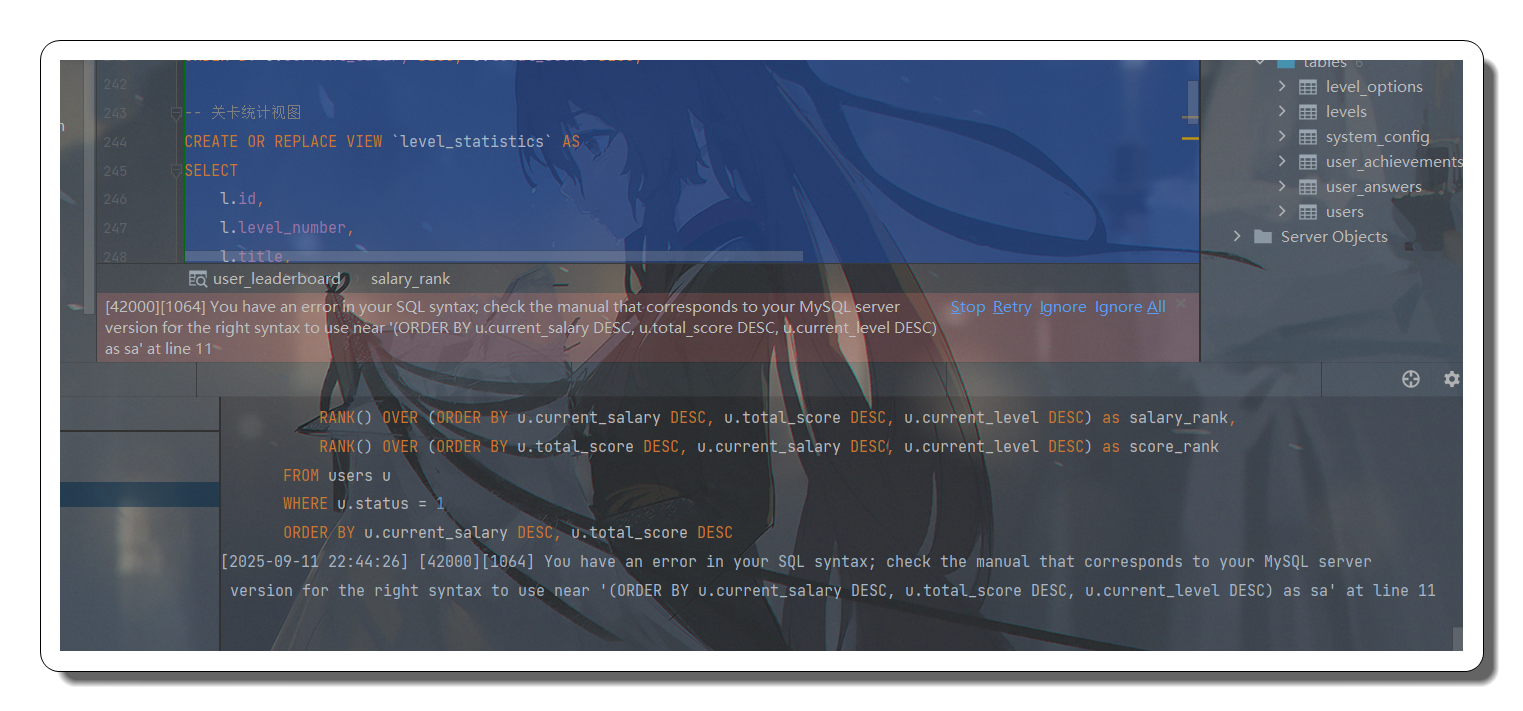 242
243 -- 关卡统计视图
244 CREATE OR REPLACE VIEW `level_statistics` AS
245 SELECT
246 l.id,
247 l.level_number,
248 l.title,
user_leaderboard salary_rank
[42000][1064] You have an error in your SQL syntax; check the manual that corresponds to your MySQL server
version for the right syntax to use near '(ORDER BY u.current_salary DESC, u.total_score DESC, u.current_level DESC)
as sa' at line 11
Stop Retry Ignore Ignore All
tables 6
level_options
levels
system_config
user_achievements
user_answers
users
Server Objects
RANK() OVER (ORDER BY u.current_salary DESC, u.total_score DESC, u.current_level DESC) as salary_rank,
RANK() OVER (ORDER BY u.total_score DESC, u.current_salary DESC, u.current_level DESC) as score_rank
FROM users u
WHERE u.status = 1
ORDER BY u.current_salary DESC, u.total_score DESC
[2025-09-11 22:44:26] [42000][1064] You have an error in your SQL syntax; check the manual that corresponds to your MySQL server
version for the right syntax to use near '(ORDER BY u.current_salary DESC, u.total_score DESC, u.current_level DESC) as sa' at line 11